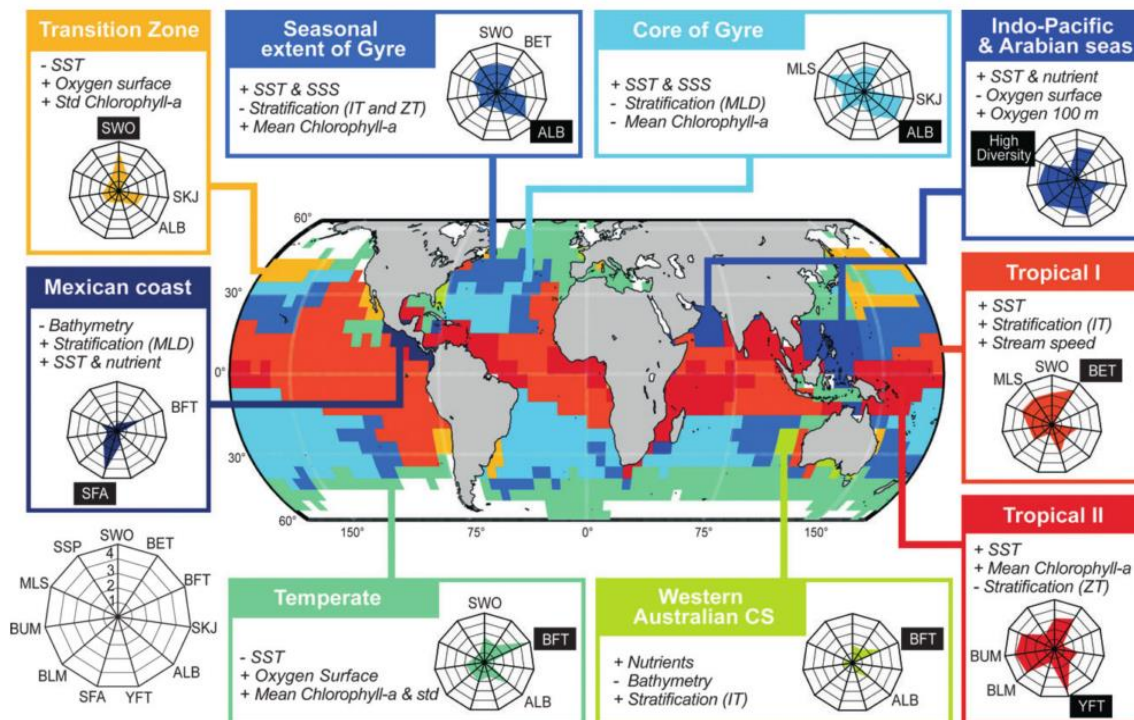 Transition Zone
- SST
+ Oxygen surface
+ Std Chlorophyll-a
SWO
SKJ
ALB
Seasonal
extent of Gyre
+ SST & SSS
- Stratification (IT and ZT)
+ Mean Chlorophyll-a
SWO
BET
ALB
Core of Gyre
+ SST & SSS
- Stratification (MLD)
- Mean Chlorophyll-a
MLS
SKJ
ALB
Indo-Pacific
& Arabian seas
+ SST & nutrient
- Oxygen surface
+ Oxygen 100 m
High
Diversity
Mexican coast
- Bathymetry
+ Stratification (MLD)
+ SST & nutrient
BFT
SFA
60°
30°
0°
30°
60°
60°
30°
0°
30°
60°
150°
75°
0°
75°
150°
Tropical I
+ SST
+ Stratification (IT)
+ Stream speed
SWO
MLS
BET
Tropical II
+ SST
+ Mean Chlorophyll-a
- Stratification (ZT)
BUM
BLM
YFT
SWO
SSP
BET
MLS
BFT
BUM
SKJ
BLM
ALB
SFA
YFT
4
3
2
1
Temperate
- SST
+ Oxygen Surface
+ Mean Chlorophyll-a & std
SWO
BFT
ALB
Western
Australian CS
+ Nutrients
- Bathymetry
+ Stratification (IT)
BFT
ALB